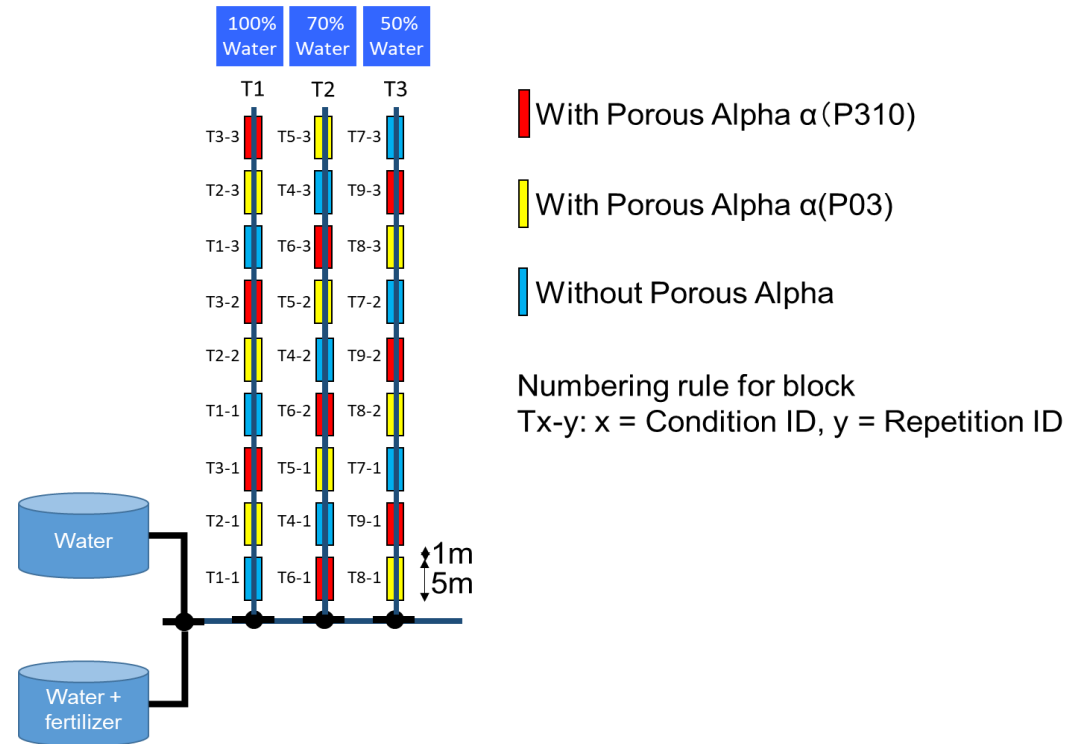 100%
Water
70%
Water
50%
Water
T1
T2
T3
T3-3
T5-3
T7-3
T2-3
T4-3
T9-3
T1-3
T6-3
T8-3
T3-2
T5-2
T7-2
T2-2
T4-2
T9-2
T1-1
T6-2
T8-2
T3-1
T5-1
T7-1
T2-1
T4-1
T9-1
T1-1
T6-1
T8-1
1m
5m
With Porous Alpha α（P310)
With Porous Alpha α(P03)
Without Porous Alpha
Numbering rule for block
Tx-y: x = Condition ID, y = Repetition ID
Water
Water +
fertilizer